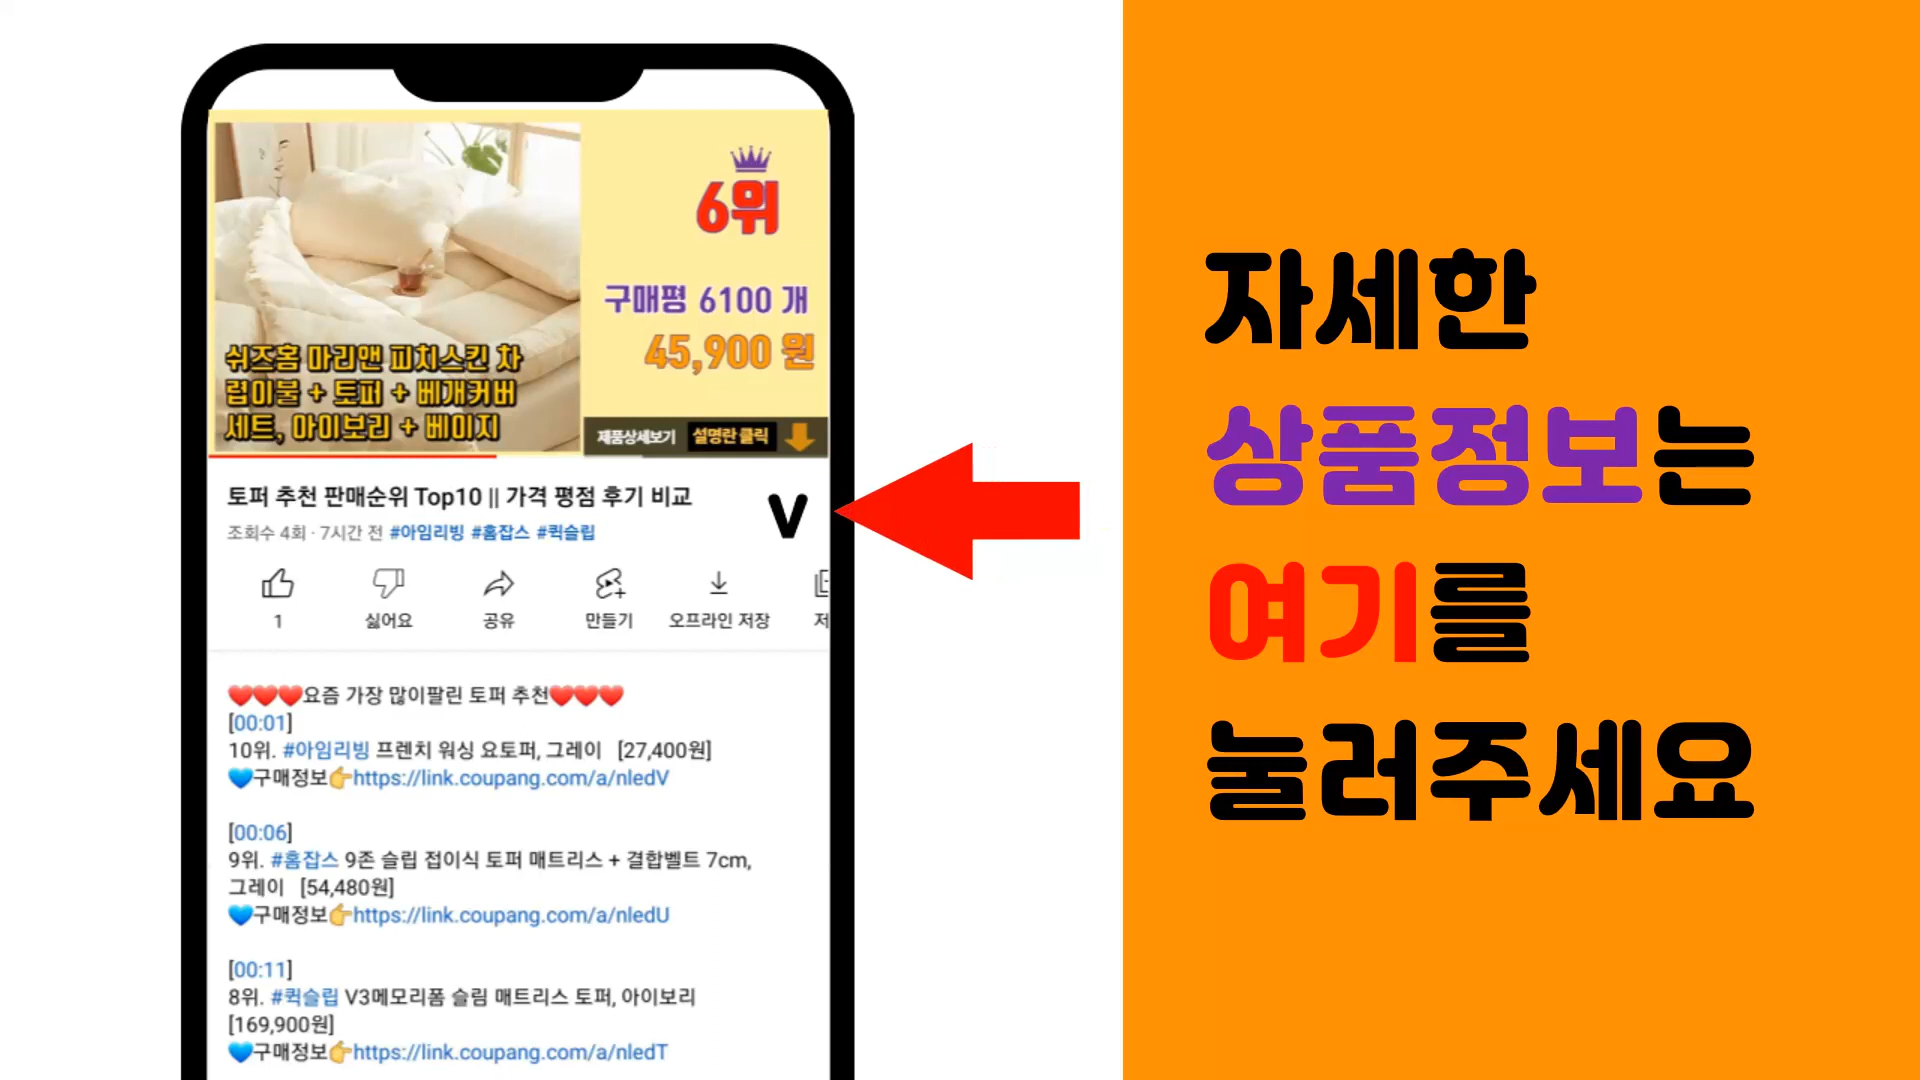 6위
구매평 6100 개
45,900 원
쉬즈홈 마리앤 피치스킨 차
렵이불 + 토퍼 + 베개커버
세트, 아이보리 + 베이지
제품상세보기 설명란 클릭
토퍼 추천 판매순위 Top10 || 가격 평점 후기 비교
V
조회수 4회 · 7시간 전 #아임리빙 #홈잡스 #퀵슬립
1 싫어요 공유 만들기 오프라인 저장 저
❤️❤️❤️요즘 가장 많이팔린 토퍼 추천❤️❤️❤️
[00:01]
10위. #아임리빙 프렌치 워싱 요토퍼, 그레이 [27,400원]
💙구매정보👉https://link.coupang.com/a/nledV
[00:06]
9위. #홈잡스 9존 슬립 접이식 토퍼 매트리스 + 결합벨트 7cm,
그레이 [54,480원]
💙구매정보👉https://link.coupang.com/a/nledU
[00:11]
8위. #퀵슬립 V3메모리폼 슬림 매트리스 토퍼, 아이보리
[169,900원]
💙구매정보👉https://link.coupang.com/a/nledT
자세한
상품정보는
여기를
눌러주세요